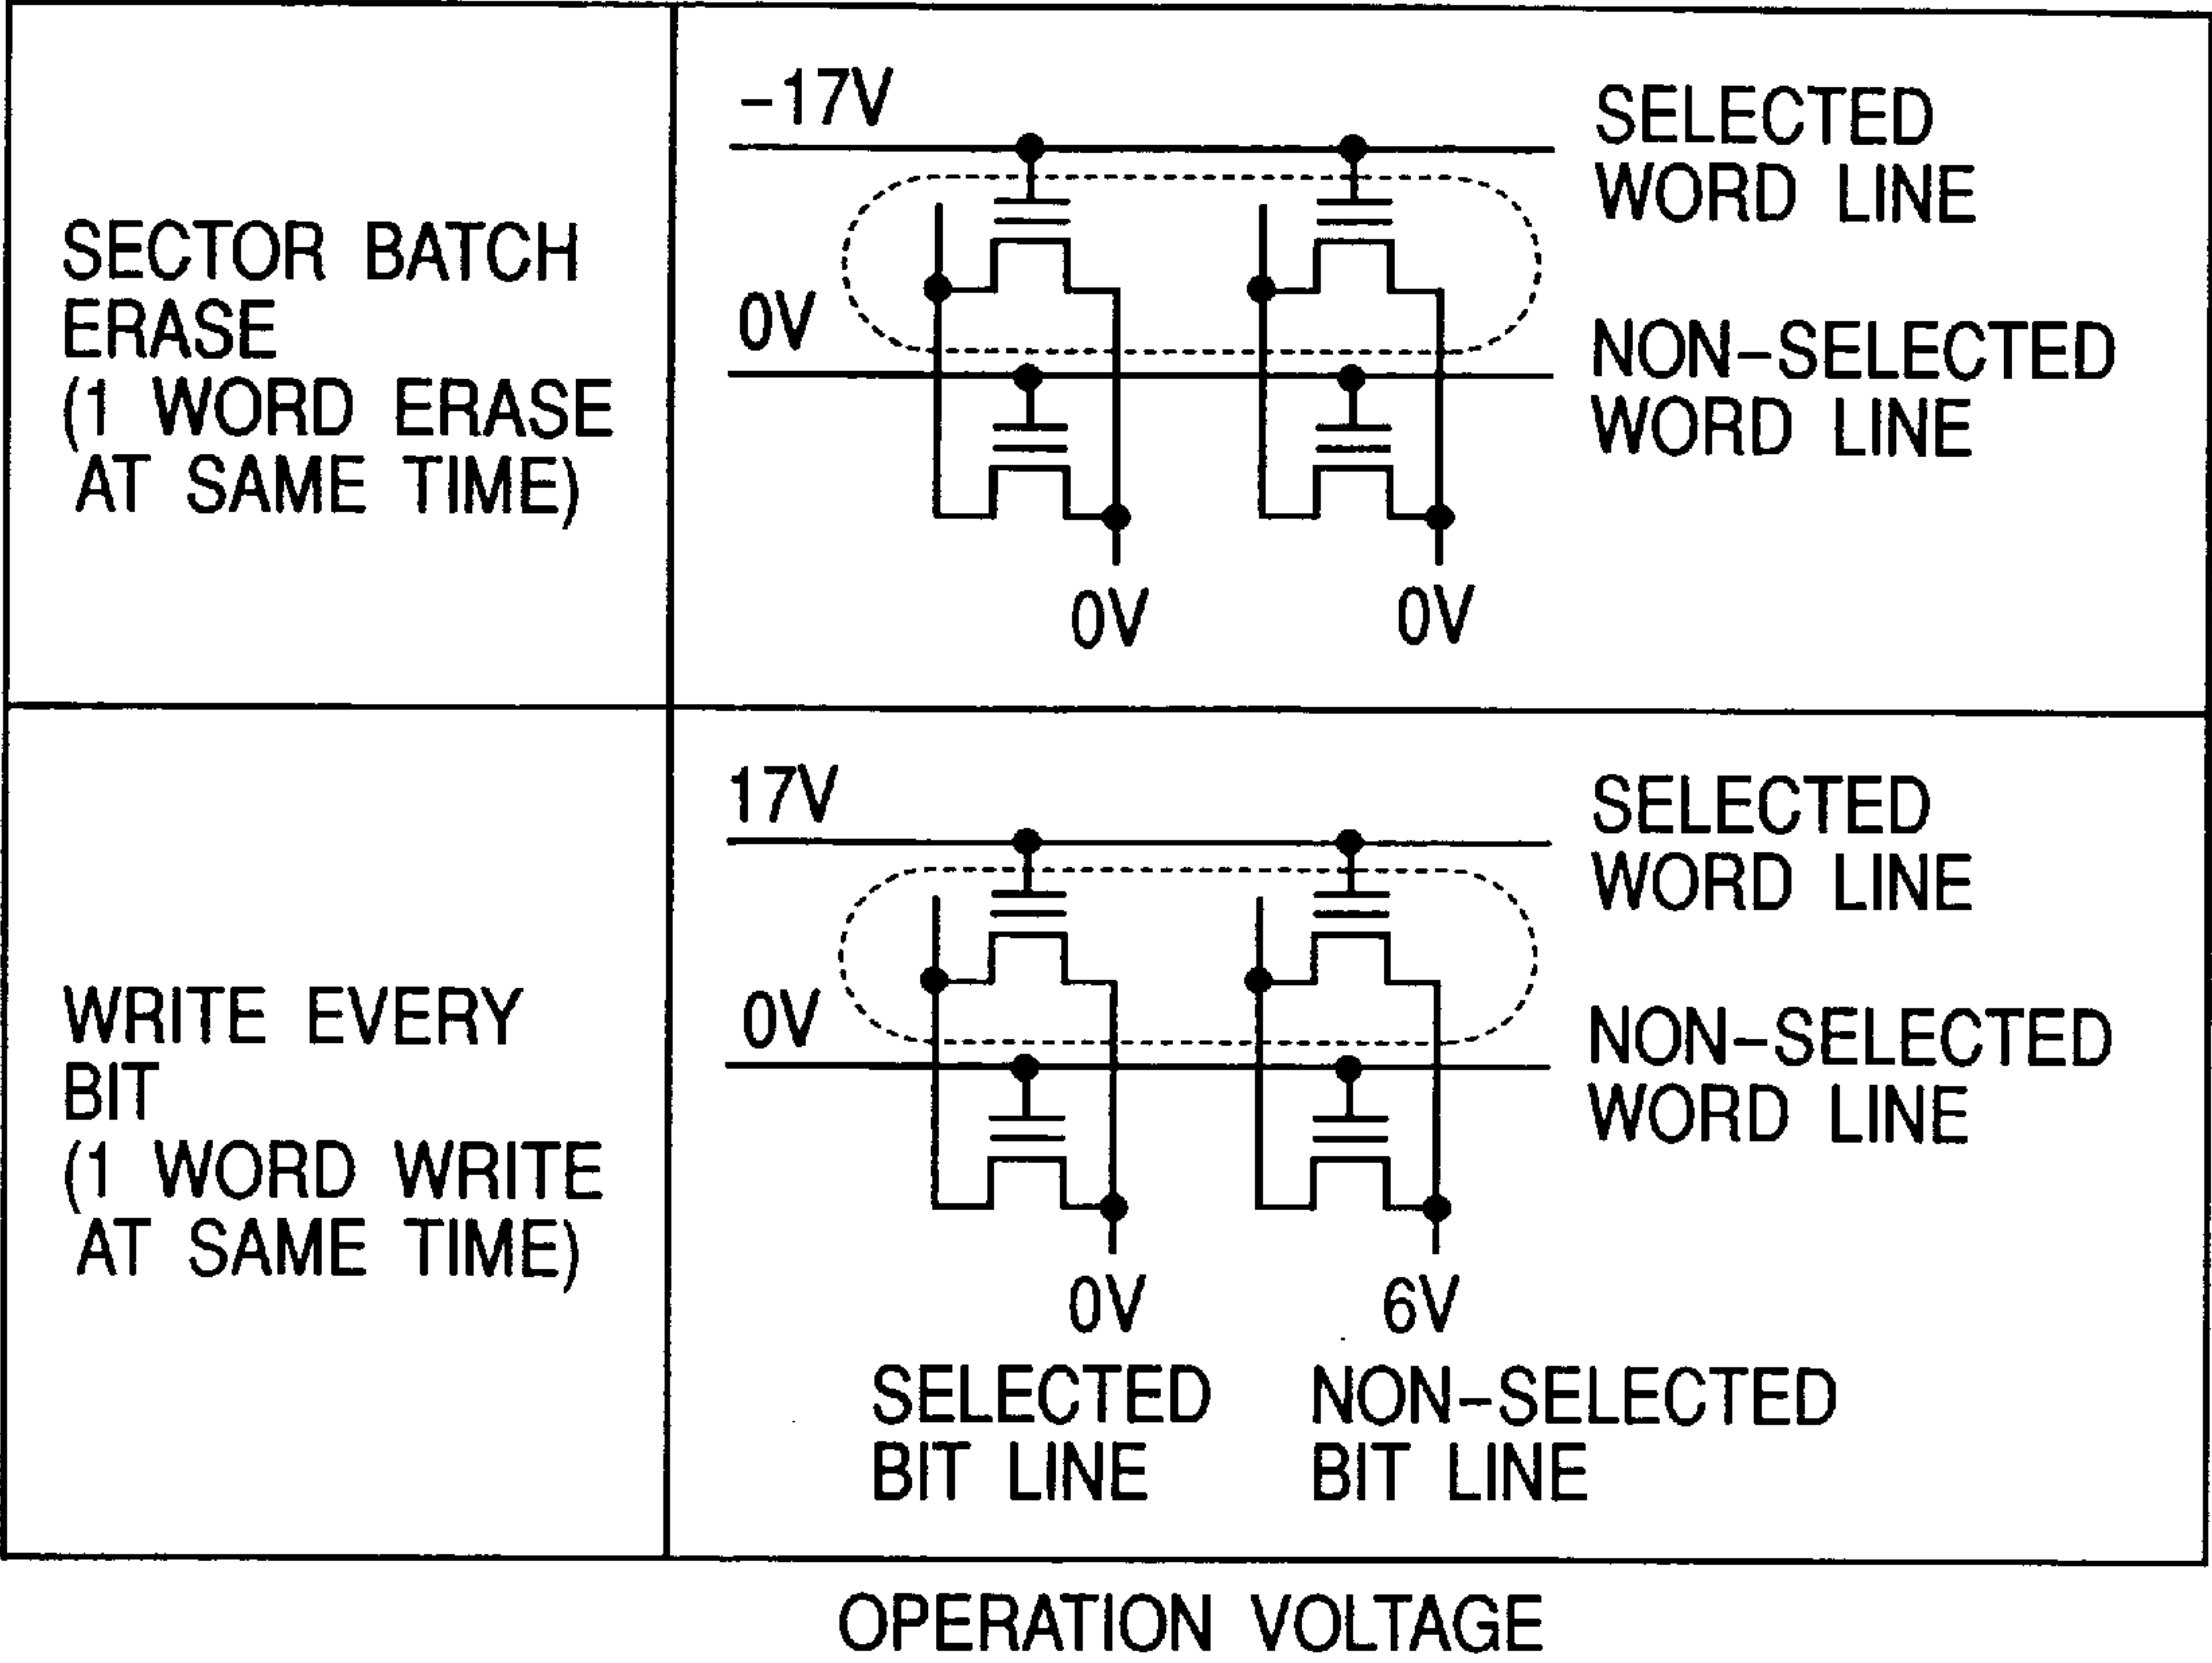 SECTOR BATCH
ERASE
(1 WORD ERASE
AT SAME TIME)
-17V
SELECTED
WORD LINE
0V
NON-SELECTED
WORD LINE
0V 0V
WRITE EVERY
BIT
(1 WORD WRITE
AT SAME TIME)
17V
SELECTED
WORD LINE
0V
NON-SELECTED
WORD LINE
0V 6V
SELECTED
BIT LINE
NON-SELECTED
BIT LINE
OPERATION VOLTAGE